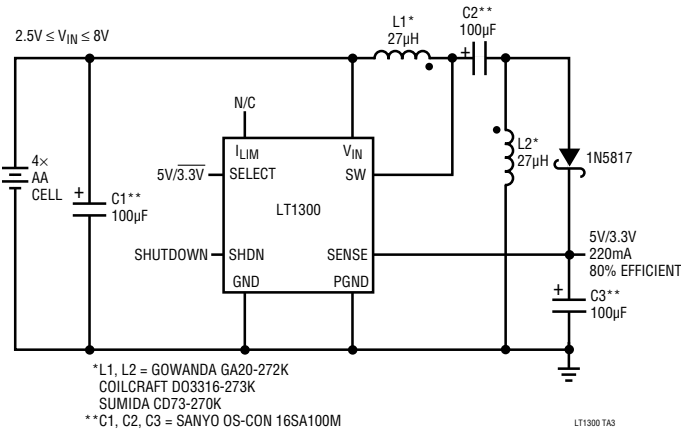 2.5V ≤ VIN ≤ 8V
L1*
27µH
C2**
100µF
+
N/C
ILIM
VIN
L2*
27µH
1N5817
4×
AA
CELL
+
C1**
100µF
5V/3.3V
SELECT
SW
LT1300
SHUTDOWN
SHDN
SENSE
5V/3.3V
220mA
80% EFFICIENT
GND
PGND
+
C3**
100µF
*L1, L2 = GOWANDA GA20-272K
COILCRAFT DO3316-273K
SUMIDA CD73-270K
**C1, C2, C3 = SANYO OS-CON 16SA100M
LT1300 TA3